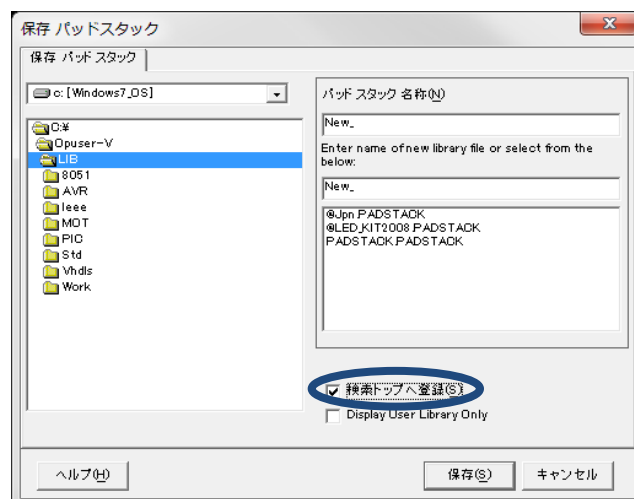 保存 パッドスタック
保存 パッド スタック
c: [Windows7_OS]
C:¥
Opuser-V
LIB
8051
AVR
Ieee
MOT
PIC
Std
Vhdls
Work
パッド スタック 名称(N)
New_
Enter name of new library file or select from the
below:
New_
@Jpn.PADSTACK
@LED_KIT2008.PADSTACK
PADSTACK.PADSTACK
検索トップへ登録(S)
Display User Library Only
ヘルプ(H)
保存(S)
キャンセル